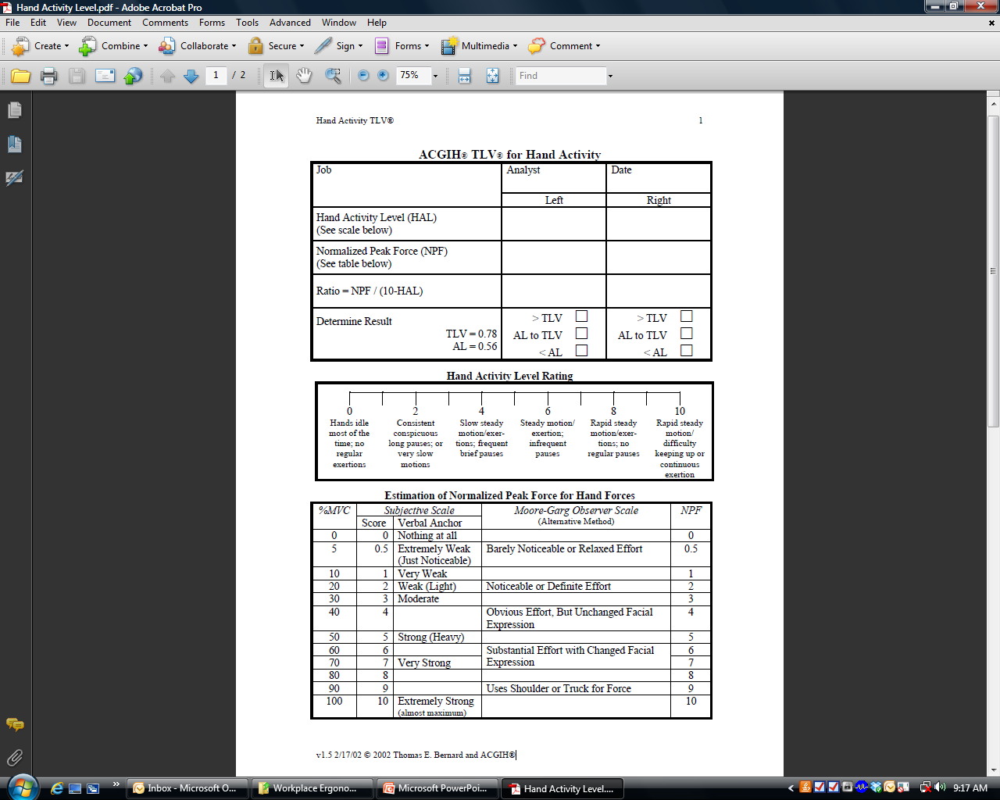 Hand Activity Level.pdf - Adobe Acrobat Pro
File Edit View Document Comments Forms Tools Advanced Window Help
Create Combine Collaborate Secure Sign Forms Multimedia Comment
1 / 2 75% Find
Hand Activity TLV® 1
ACGIH® TLV® for Hand Activity
Job Analyst Date
Left Right
Hand Activity Level (HAL)
(See scale below)
Normalized Peak Force (NPF)
(See table below)
Ratio = NPF / (10-HAL)
Determine Result
TLV = 0.78
AL = 0.56
> TLV > TLV
AL to TLV AL to TLV
< AL < AL
Hand Activity Level Rating
0 2 4 6 8 10
Hands idle Consistent Slow steady Steady motion/ Rapid steady Rapid steady
most of the conspicuous motion/exer- exertion; motion/exer- motion/
time; no long pauses; or tions; frequent infrequent tions; no difficulty
regular very slow brief pauses pauses regular pauses keeping up or
exertions motions continuous
exertion
Estimation of Normalized Peak Force for Hand Forces
%MVC Subjective Scale Moore-Garg Observer Scale NPF
Score Verbal Anchor (Alternative Method)
0 0 Nothing at all 0
5 0.5 Extremely Weak Barely Noticeable or Relaxed Effort 0.5
(Just Noticeable)
10 1 Very Weak 1
20 2 Weak (Light) Noticeable or Definite Effort 2
30 3 Moderate 3
40 4 Obvious Effort, But Unchanged Facial 4
Expression
50 5 Strong (Heavy) 5
60 6 Substantial Effort with Changed Facial 6
70 7 Very Strong Expression 7
80 8 8
90 9 Uses Shoulder or Truck for Force 9
100 10 Extremely Strong 10
(almost maximum)
v1.5 2/17/02 © 2002 Thomas E. Bernard and ACGIH®
Inbox - Microsoft O... Workplace Ergono... Microsoft PowerPoi... Hand Activity Level.... 9:17 AM